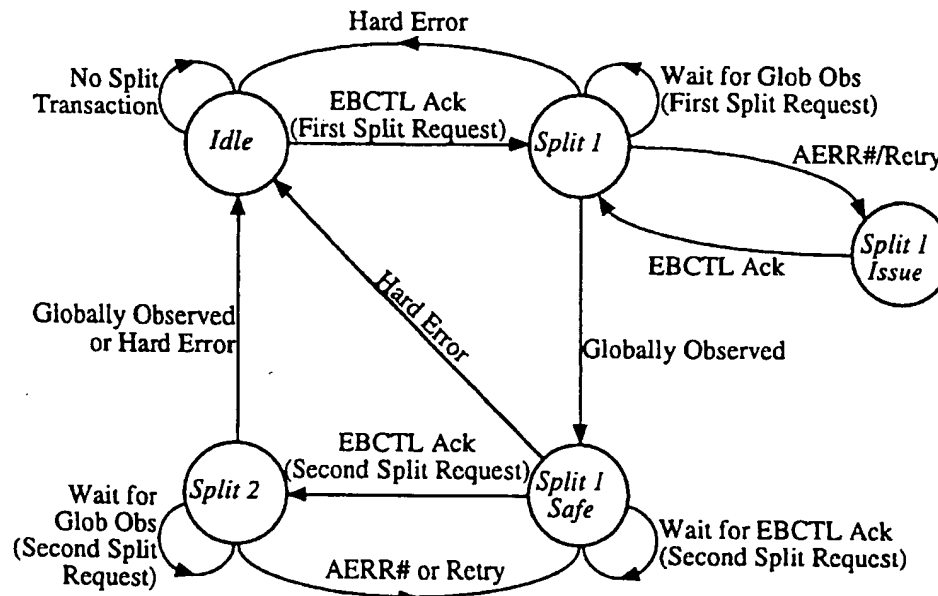 Hard Error
No Split
Transaction
Wait for Glob Obs
(First Split Request)
EBCTL Ack
(First Split Request)
Idle
Split 1
AERR#/Retry
Split 1
Issue
EBCTL Ack
Globally Observed
or Hard Error
Hard Error
Globally Observed
EBCTL Ack
(Second Split Request)
Split 2
Split 1
Safe
Wait for
Glob Obs
(Second Split
Request)
Wait for EBCTL Ack
(Second Split Request)
AERR# or Retry